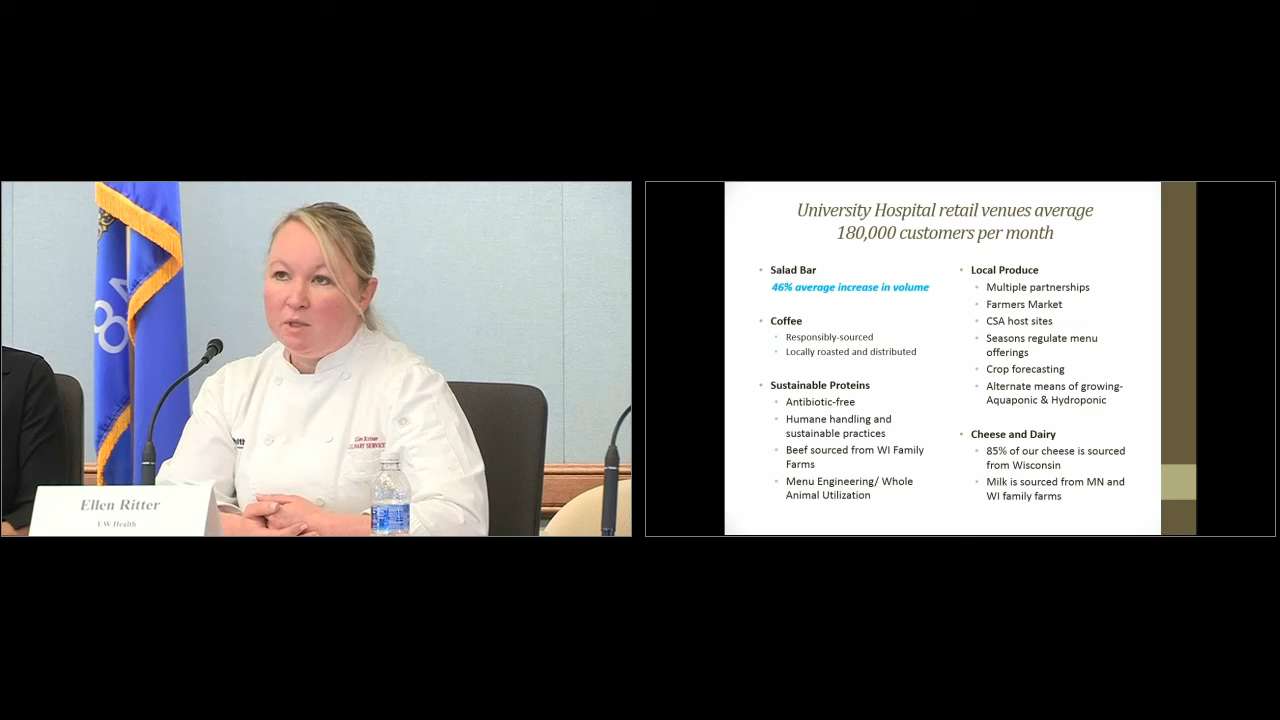 Ellen Ritter
UW Health
Ellen Ritter
University Hospital retail venues average
180,000 customers per month
Salad Bar
46% average increase in volume
Coffee
Responsibly-sourced
Locally roasted and distributed
Sustainable Proteins
Antibiotic-free
Humane handling and
sustainable practices
Beef sourced from WI Family
Farms
Menu Engineering/ Whole
Animal Utilization
Local Produce
Multiple partnerships
Farmers Market
CSA host sites
Seasons regulate menu
offerings
Crop forecasting
Alternate means of growing-
Aquaponic & Hydroponic
Cheese and Dairy
85% of our cheese is sourced
from Wisconsin
Milk is sourced from MN and
WI family farms